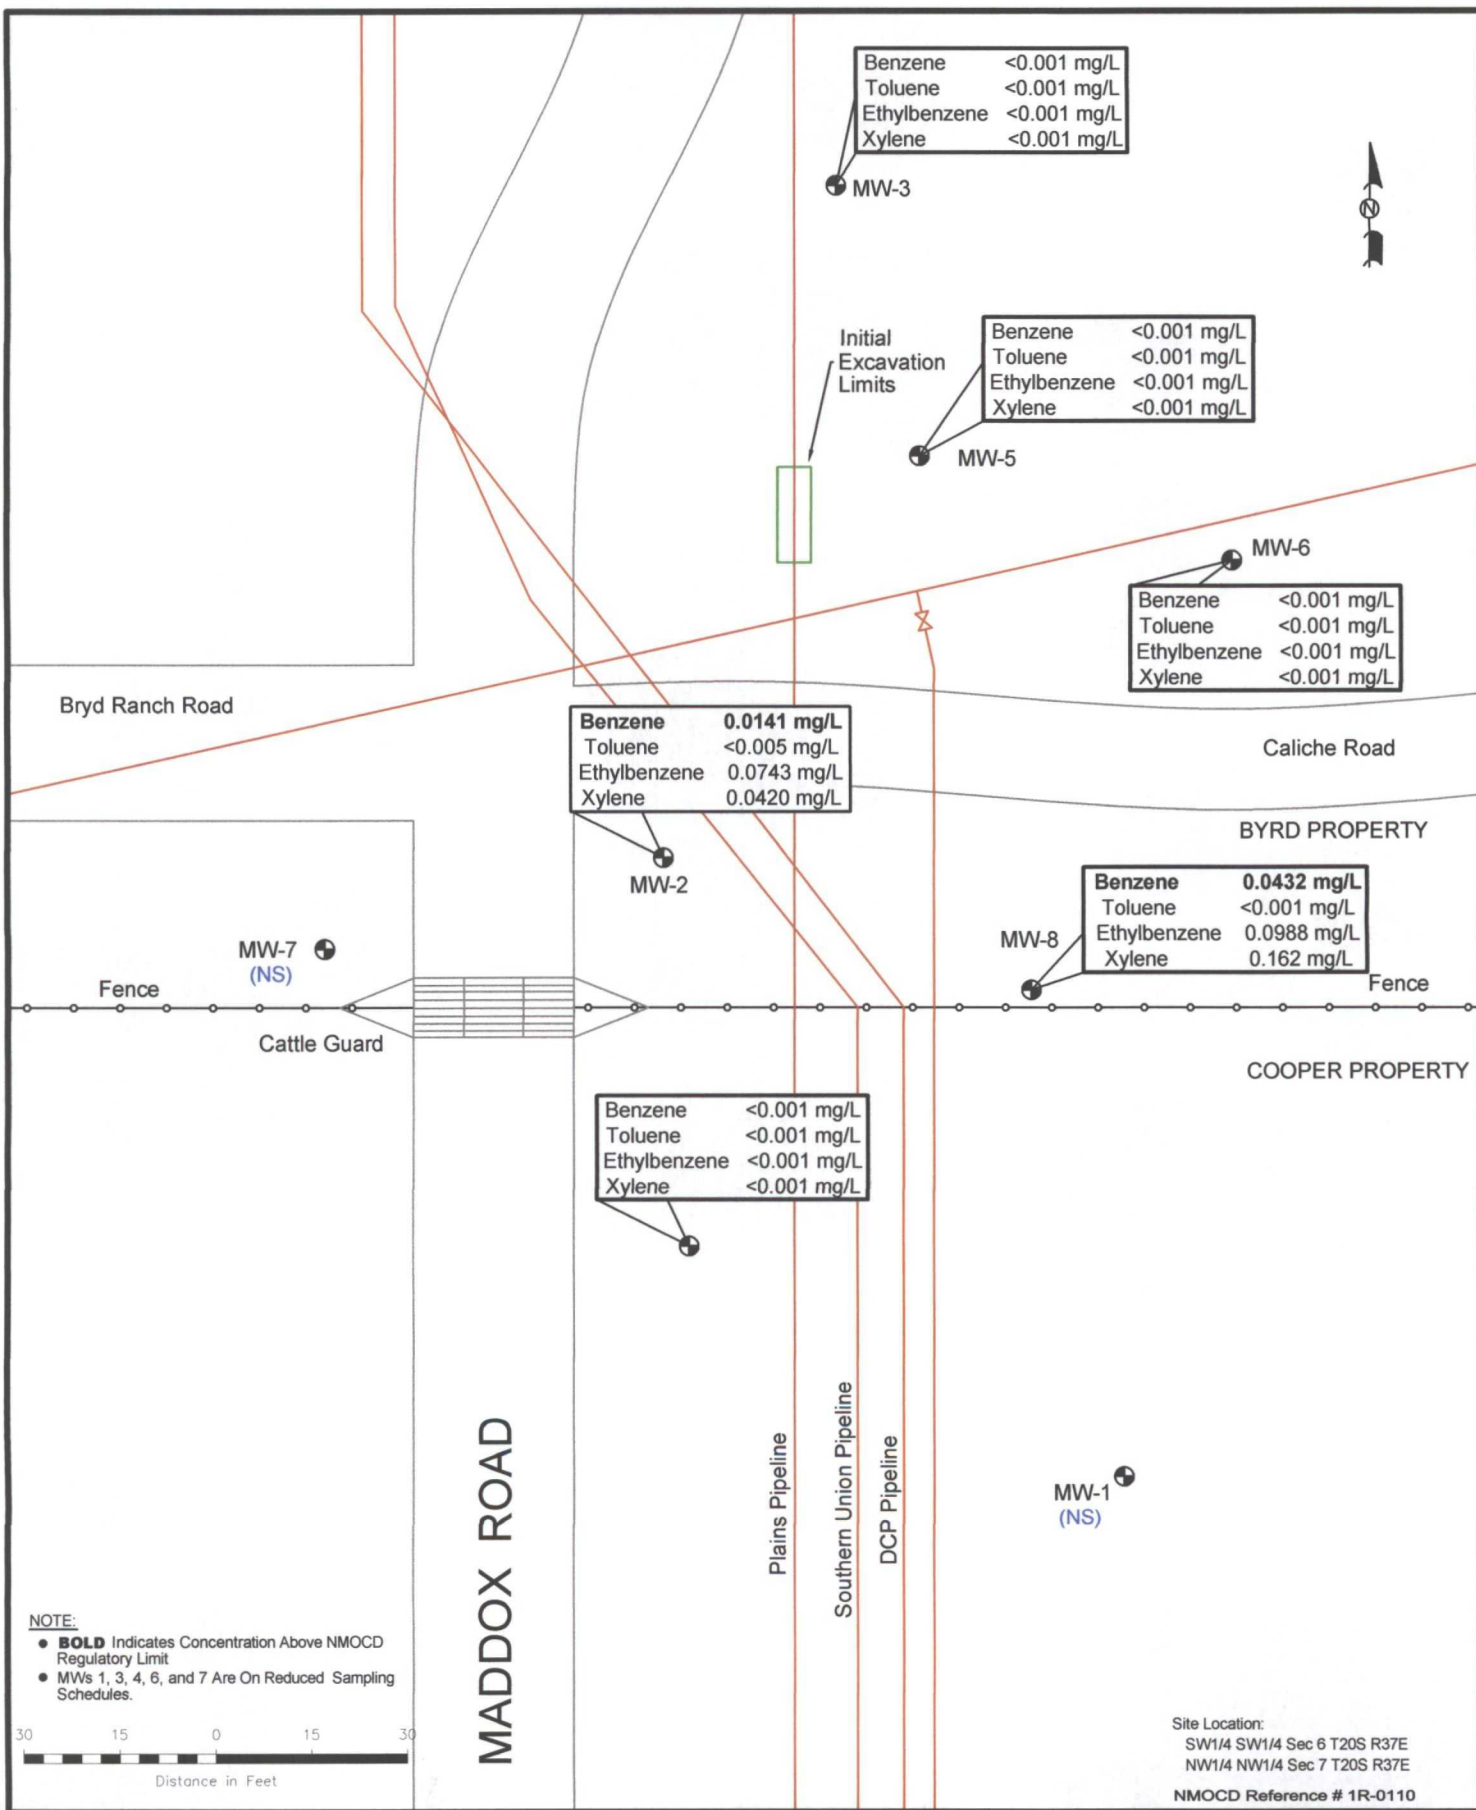 Benzene <0.001 mg/L
Toluene <0.001 mg/L
Ethylbenzene <0.001 mg/L
Xylene <0.001 mg/L
MW-3
N
Initial
Excavation
Limits
Benzene <0.001 mg/L
Toluene <0.001 mg/L
Ethylbenzene <0.001 mg/L
Xylene <0.001 mg/L
MW-5
MW-6
Benzene <0.001 mg/L
Toluene <0.001 mg/L
Ethylbenzene <0.001 mg/L
Xylene <0.001 mg/L
Bryd Ranch Road
Benzene 0.0141 mg/L
Toluene <0.005 mg/L
Ethylbenzene 0.0743 mg/L
Xylene 0.0420 mg/L
Caliche Road
BYRD PROPERTY
MW-2
Benzene 0.0432 mg/L
Toluene <0.001 mg/L
Ethylbenzene 0.0988 mg/L
Xylene 0.162 mg/L
MW-8
MW-7
(NS)
Fence
Fence
Cattle Guard
COOPER PROPERTY
Benzene <0.001 mg/L
Toluene <0.001 mg/L
Ethylbenzene <0.001 mg/L
Xylene <0.001 mg/L
MADDOX ROAD
Plains Pipeline
Southern Union Pipeline
DCP Pipeline
MW-1
(NS)
NOTE:
● BOLD Indicates Concentration Above NMOCD
Regulatory Limit
● MWs 1, 3, 4, 6, and 7 Are On Reduced Sampling
Schedules.
30 15 0 15 30
Distance in Feet
Site Location:
SW1/4 SW1/4 Sec 6 T20S R37E
NW1/4 NW1/4 Sec 7 T20S R37E
NMOCD Reference # 1R-0110